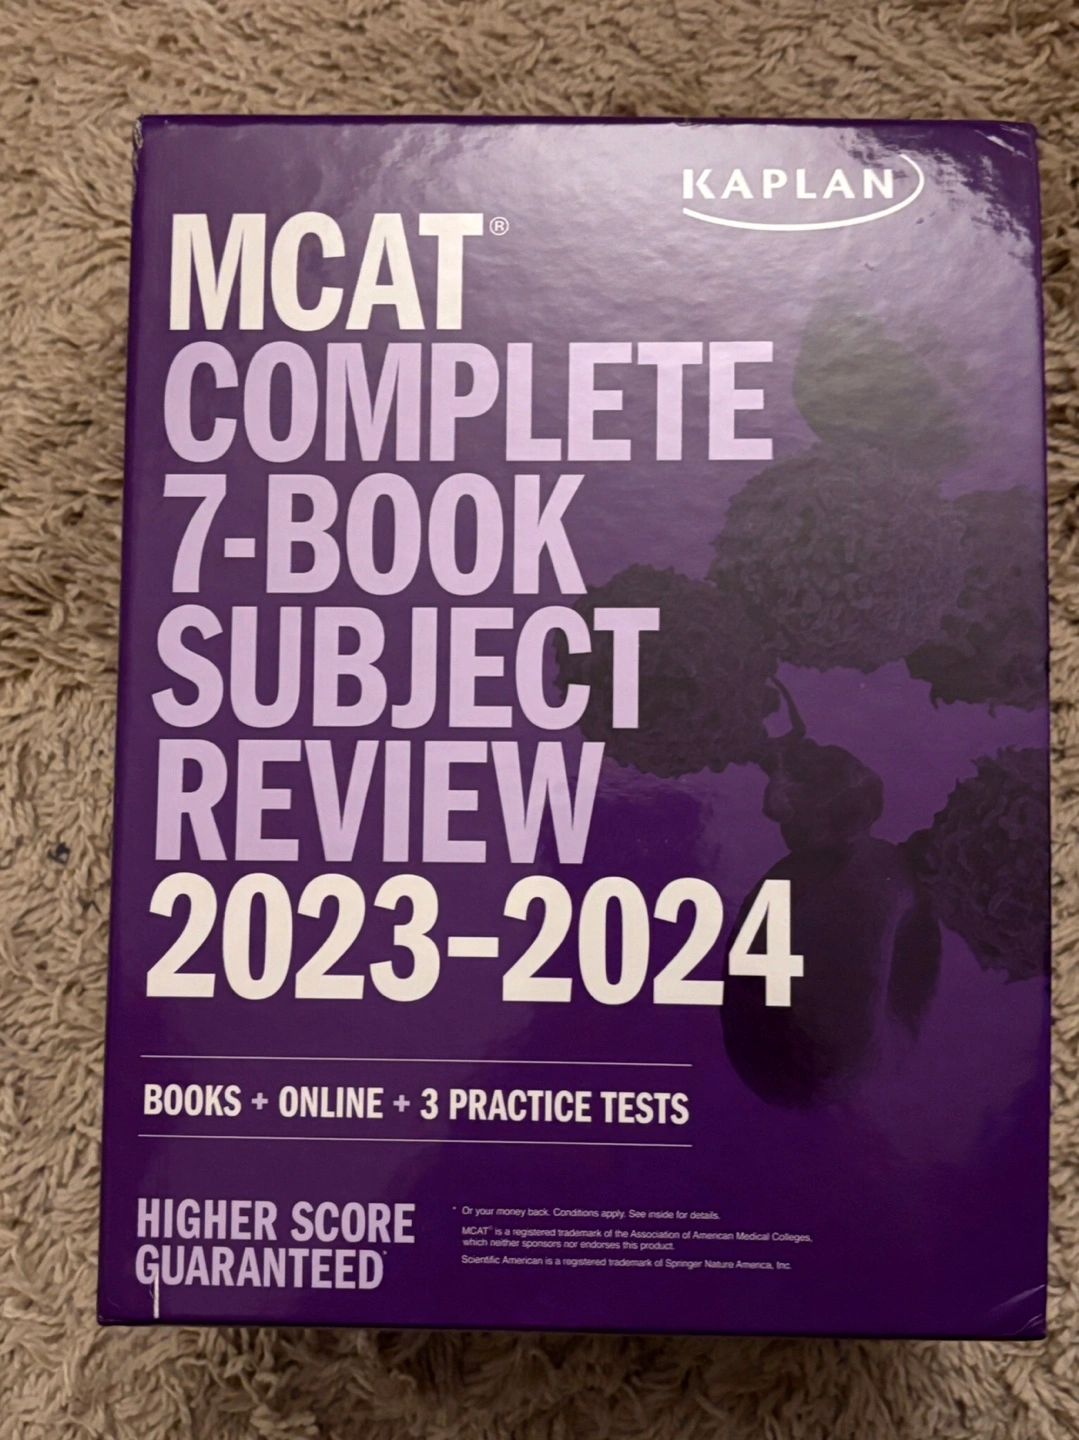 KAPLAN
MCAT®
COMPLETE
7-BOOK
SUBJECT
REVIEW
2023-2024
BOOKS + ONLINE + 3 PRACTICE TESTS
HIGHER SCORE
GUARANTEED*
* Or your money back. Conditions apply. See inside for details.
MCAT® is a registered trademark of the Association of American Medical Colleges,
which neither sponsors nor endorses this product.
Scientific American is a registered trademark of Springer Nature America, Inc.